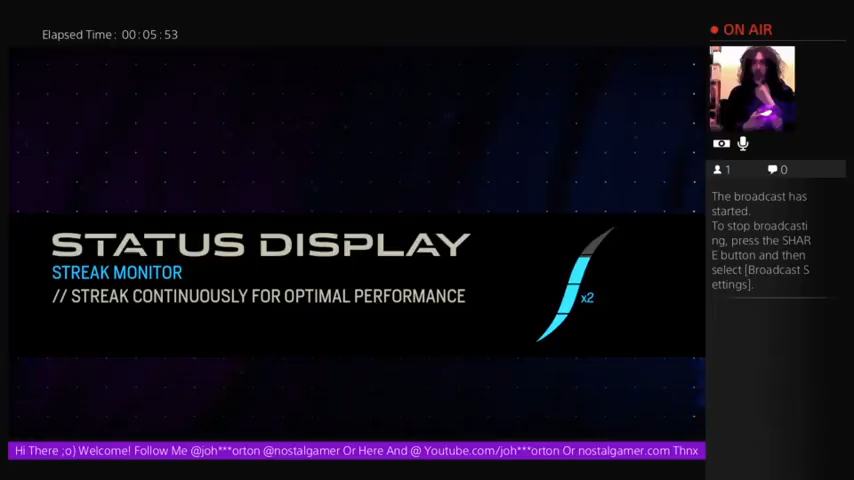 Elapsed Time: 00:05:53
ON AIR
1 0
The broadcast has
started.
To stop broadcasti
ng, press the SHAR
E button and then
select [Broadcast S
ettings].
STATUS DISPLAY
STREAK MONITOR
// STREAK CONTINUOUSLY FOR OPTIMAL PERFORMANCE
x2
Hi There ;o) Welcome! Follow Me @joh***orton @nostalgamer Or Here And @ Youtube.com/joh***orton Or nostalgamer.com Thnx